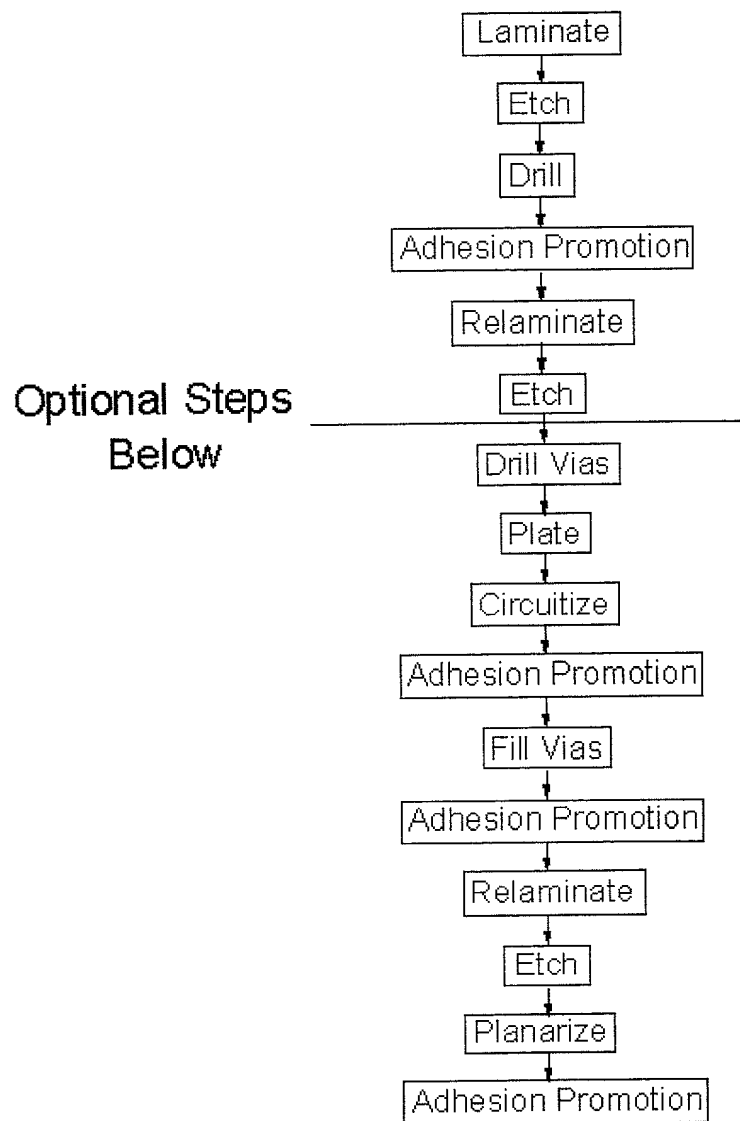 Laminate
Etch
Drill
Adhesion Promotion
Relaminate
Etch
Optional Steps
Below
Drill Vias
Plate
Circuitize
Adhesion Promotion
Fill Vias
Adhesion Promotion
Relaminate
Etch
Planarize
Adhesion Promotion